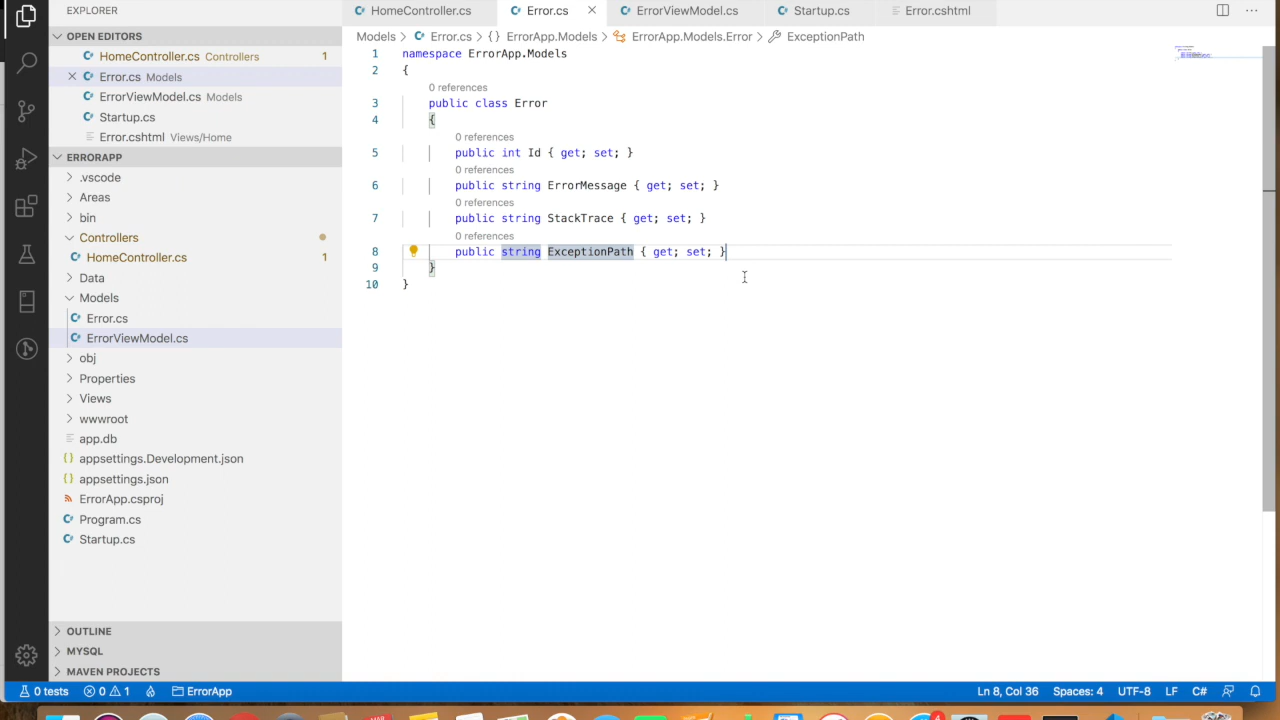 EXPLORER
OPEN EDITORS
HomeController.cs Controllers 1
Error.cs Models
ErrorViewModel.cs Models
Startup.cs
Error.cshtml Views/Home
ERRORAPP
.vscode
Areas
bin
Controllers
HomeController.cs 1
Data
Models
Error.cs
ErrorViewModel.cs
obj
Properties
Views
wwwroot
app.db
appsettings.Development.json
appsettings.json
ErrorApp.csproj
Program.cs
Startup.cs
OUTLINE
MYSQL
MAVEN PROJECTS
HomeController.cs Error.cs ErrorViewModel.cs Startup.cs Error.cshtml
Models > Error.cs > {} ErrorApp.Models > ErrorApp.Models.Error > ExceptionPath
1 namespace ErrorApp.Models
2 {
0 references
3 public class Error
4 {
0 references
5 public int Id { get; set; }
0 references
6 public string ErrorMessage { get; set; }
0 references
7 public string StackTrace { get; set; }
0 references
8 public string ExceptionPath { get; set; }
9 }
10 }
0 tests 0 1 ErrorApp Ln 8, Col 36 Spaces: 4 UTF-8 LF C#